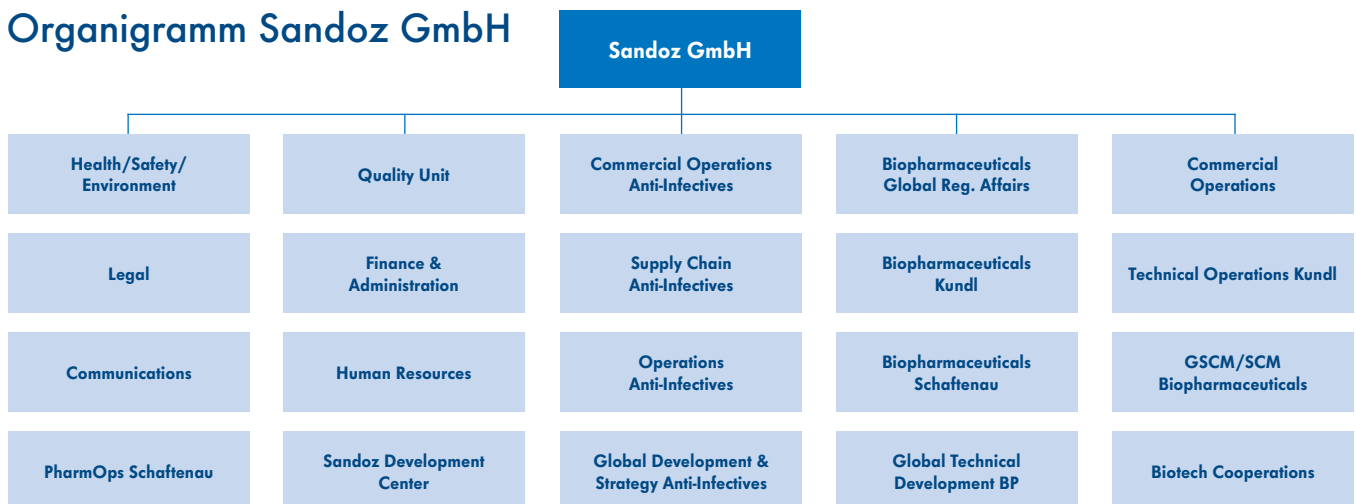 Organigramm Sandoz GmbH
Sandoz GmbH
Health/Safety/
Environment
Quality Unit
Commercial Operations
Anti-Infectives
Biopharmaceuticals
Global Reg. Affairs
Commercial
Operations
Legal
Finance &
Administration
Supply Chain
Anti-Infectives
Biopharmaceuticals
Kundl
Technical Operations Kundl
Communications
Human Resources
Operations
Anti-Infectives
Biopharmaceuticals
Schaftenau
GSCM/SCM
Biopharmaceuticals
PharmOps Schaftenau
Sandoz Development
Center
Global Development &
Strategy Anti-Infectives
Global Technical
Development BP
Biotech Cooperations